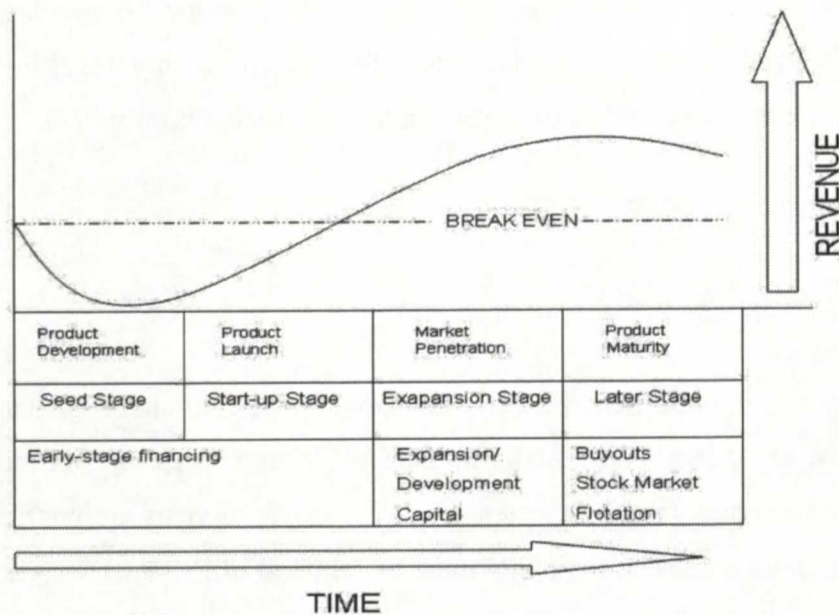 REVENUE
BREAK EVEN
Product
Development
Product
Launch
Market
Penetration
Product
Maturity
Seed Stage
Start-up Stage
Exapansion Stage
Later Stage
Early-stage financing
Expansion/
Development
Capital
Buyouts
Stock Market
Flotation
TIME